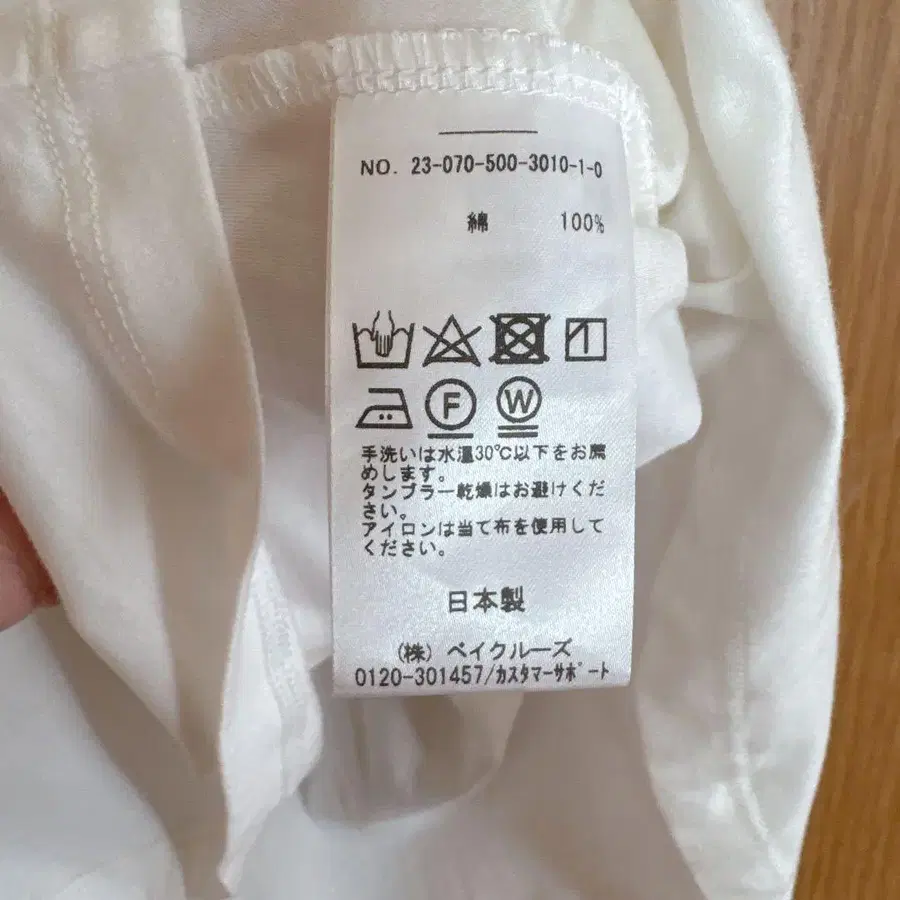 NO. 23-070-500-3010-1-0
綿 100%
F W
手洗いは水温30℃以下をお薦
めします。
タンブラー乾燥はお避けくだ
さい。
アイロンは当て布を使用して
ください。
日本製
(株) ベイクルーズ
0120-301457/カスタマーサポート